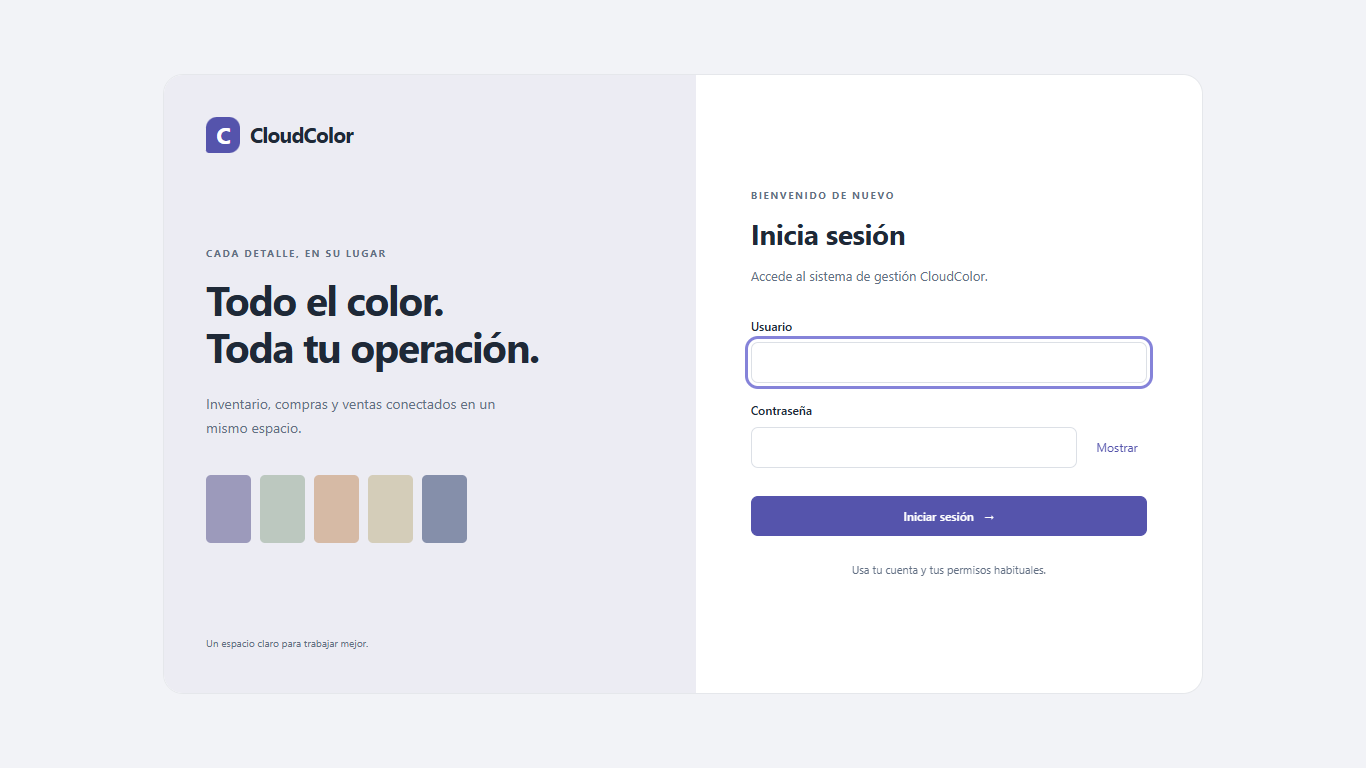 C CloudColor
CADA DETALLE, EN SU LUGAR
Todo el color.
Toda tu operación.
Inventario, compras y ventas conectados en un
mismo espacio.
Un espacio claro para trabajar mejor.
BIENVENIDO DE NUEVO
Inicia sesión
Accede al sistema de gestión CloudColor.
Usuario
Contraseña
Mostrar
Iniciar sesión →
Usa tu cuenta y tus permisos habituales.